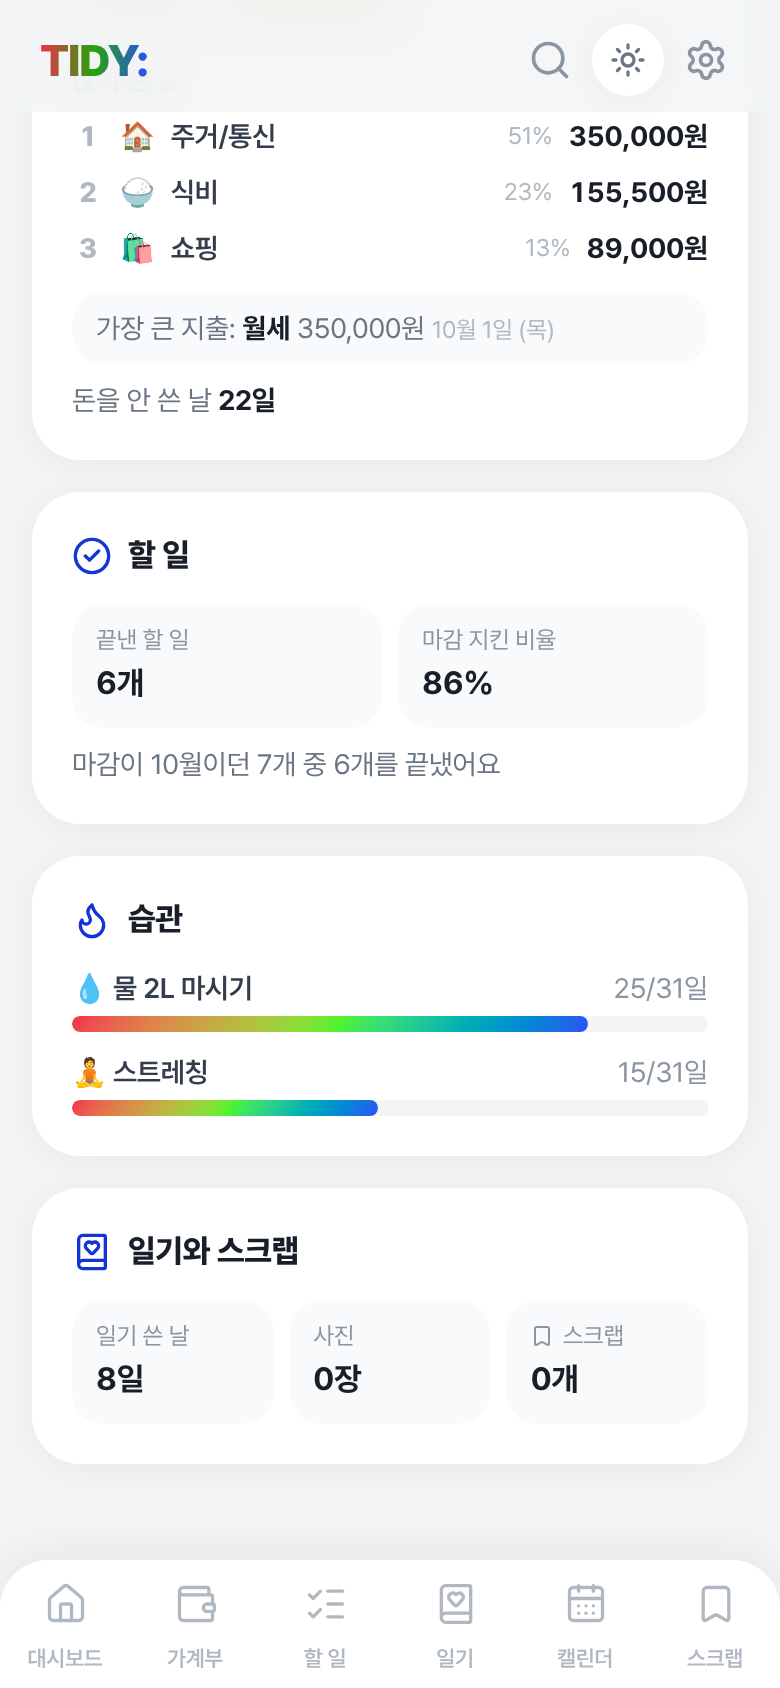 TIDY:
1 주거/통신 51% 350,000원
2 식비 23% 155,500원
3 쇼핑 13% 89,000원
가장 큰 지출: 월세 350,000원 10월 1일 (목)
돈을 안 쓴 날 22일
할 일
끝낸 할 일 마감 지킨 비율
6개 86%
마감이 10월이던 7개 중 6개를 끝냈어요
습관
물 2L 마시기 25/31일
스트레칭 15/31일
일기와 스크랩
일기 쓴 날 사진 스크랩
8일 0장 0개
대시보드 가계부 할 일 일기 캘린더 스크랩